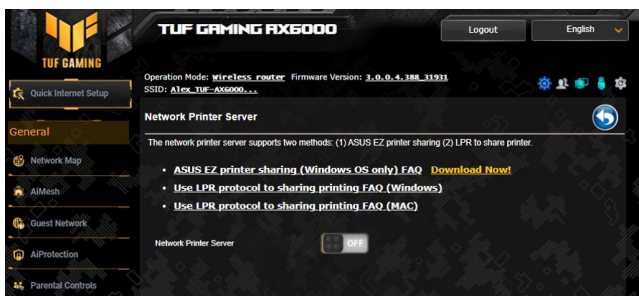 TUF GAMING AX6000
Logout
English
TUF GAMING
Operation Mode: Wireless router Firmware Version: 3.0.0.4.388_31931
SSID: Alex_TUF-AX6000...
Quick Internet Setup
General
Network Map
AiMesh
Guest Network
AiProtection
Parental Controls
Network Printer Server
The network printer server supports two methods: (1) ASUS EZ printer sharing (2) LPR to share printer.
ASUS EZ printer sharing (Windows OS only) FAQ Download Now!
Use LPR protocol to sharing printing FAQ (Windows)
Use LPR protocol to sharing printing FAQ (MAC)
Network Printer Server OFF